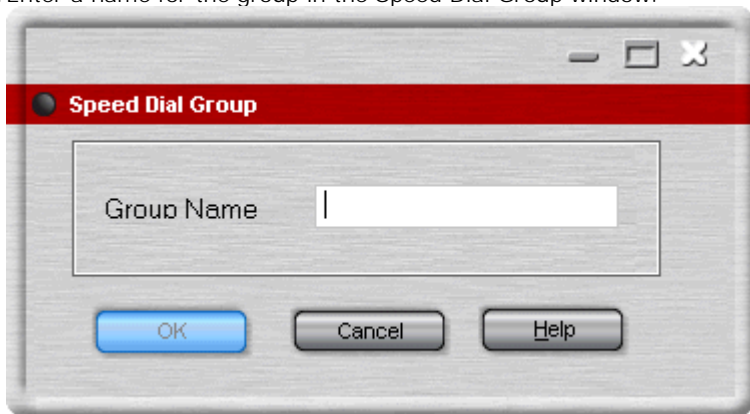 Enter a name for the group in the Speed Dial Group window.
Speed Dial Group
Group Name
OK
Cancel
Help